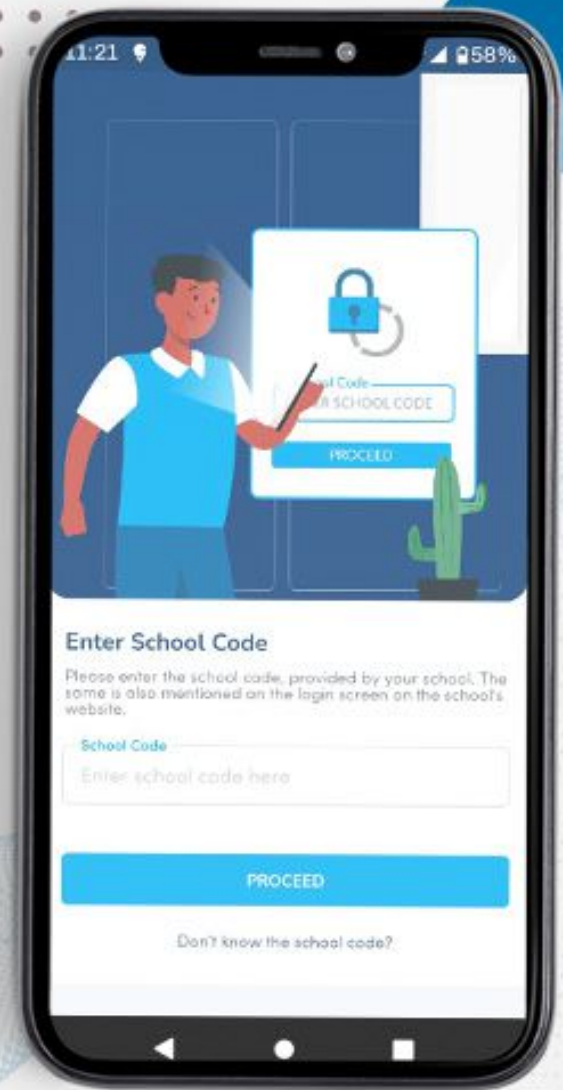 11:21
58%
School Code
SCHOOL CODE
PROCEED
Enter School Code
Please enter the school code, provided by your school. The
same is also mentioned on the login screen on the school's
website.
School Code
Enter school code here
PROCEED
Don't know the school code?